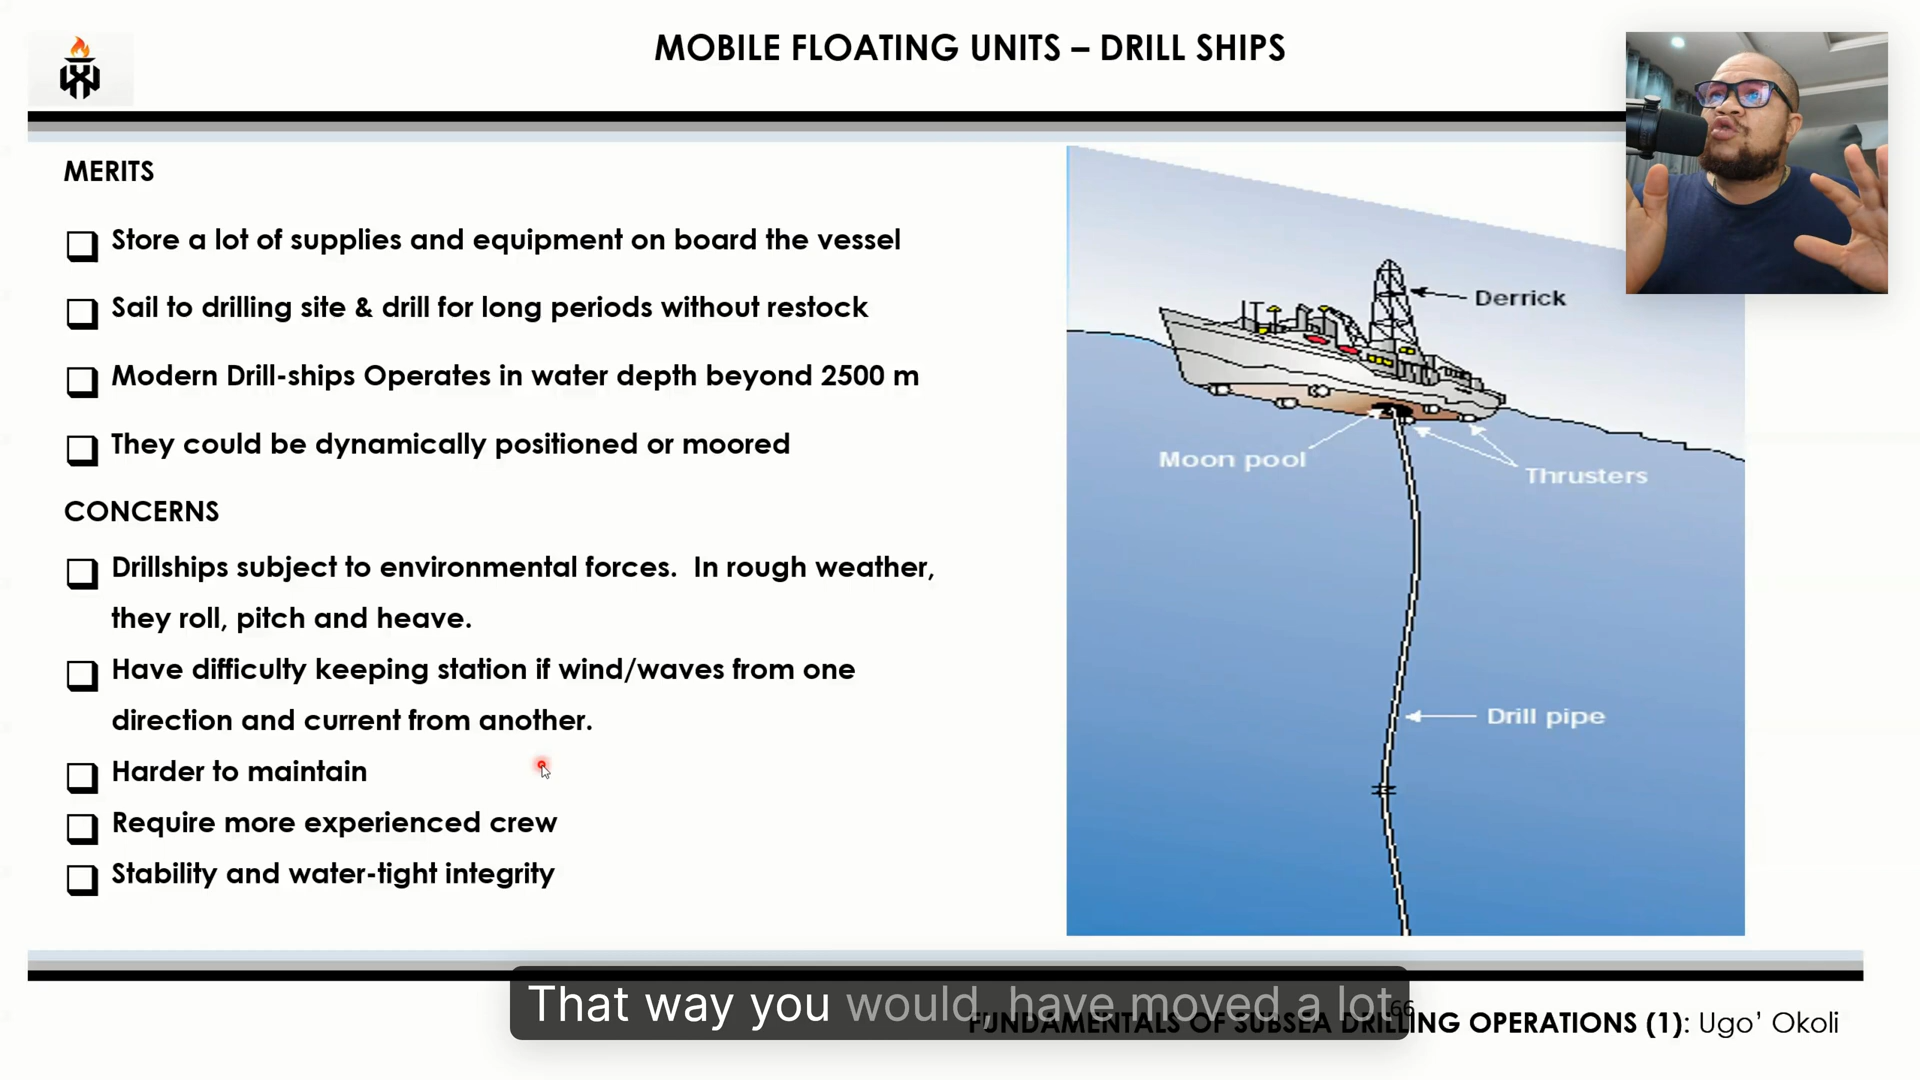 MOBILE FLOATING UNITS – DRILL SHIPS
MERITS
Store a lot of supplies and equipment on board the vessel
Sail to drilling site & drill for long periods without restock
Modern Drill-ships Operates in water depth beyond 2500 m
They could be dynamically positioned or moored
CONCERNS
Drillships subject to environmental forces.  In rough weather,
they roll, pitch and heave.
Have difficulty keeping station if wind/waves from one
direction and current from another.
Harder to maintain
Require more experienced crew
Stability and water-tight integrity
Derrick
Moon pool
Thrusters
Drill pipe
That way you would, have moved a lot
66
FUNDAMENTALS OF SUBSEA DRILLING OPERATIONS (1): Ugo’ Okoli